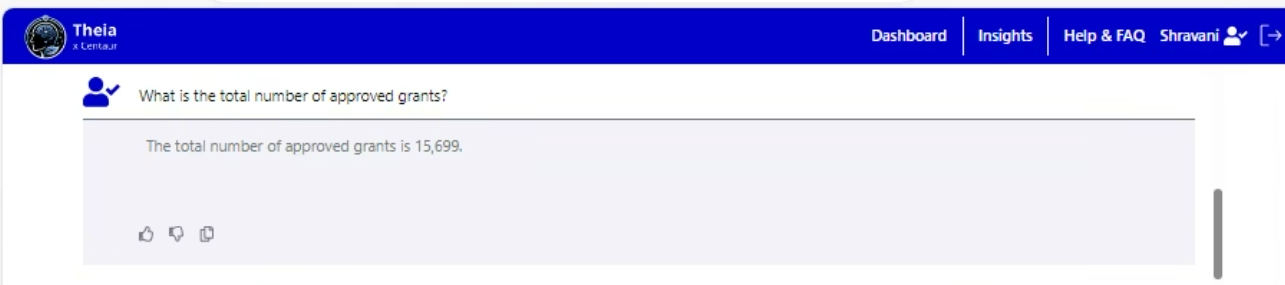 Theia
x Centaur
Dashboard
Insights
Help & FAQ
Shravani
What is the total number of approved grants?
The total number of approved grants is 15,699.